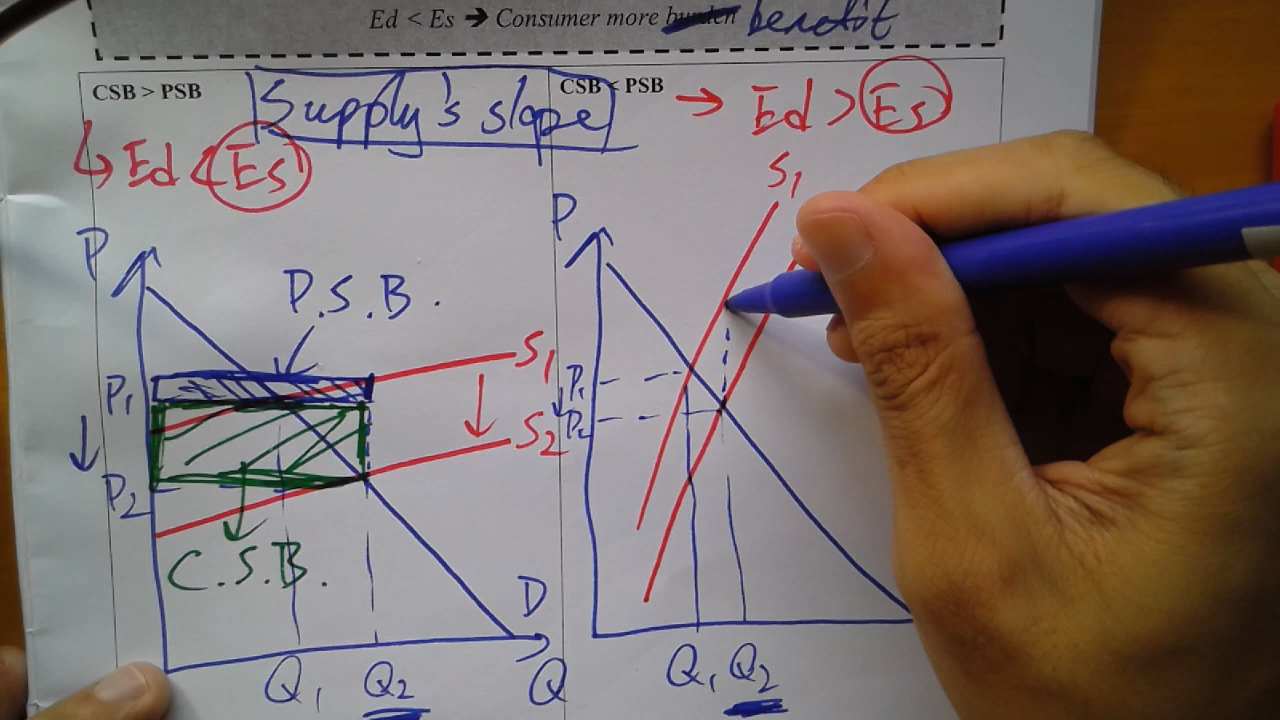 Ed < Es ➔ Consumer more burden benefit
CSB > PSB
Supply's slope
CSB < PSB
→ Ed > Es
↳ Ed < Es
S1
P
P
P.S.B.
S1
P1
P1
P2
S2
P2
C.S.B.
D
Q1
Q2
Q
Q1
Q2